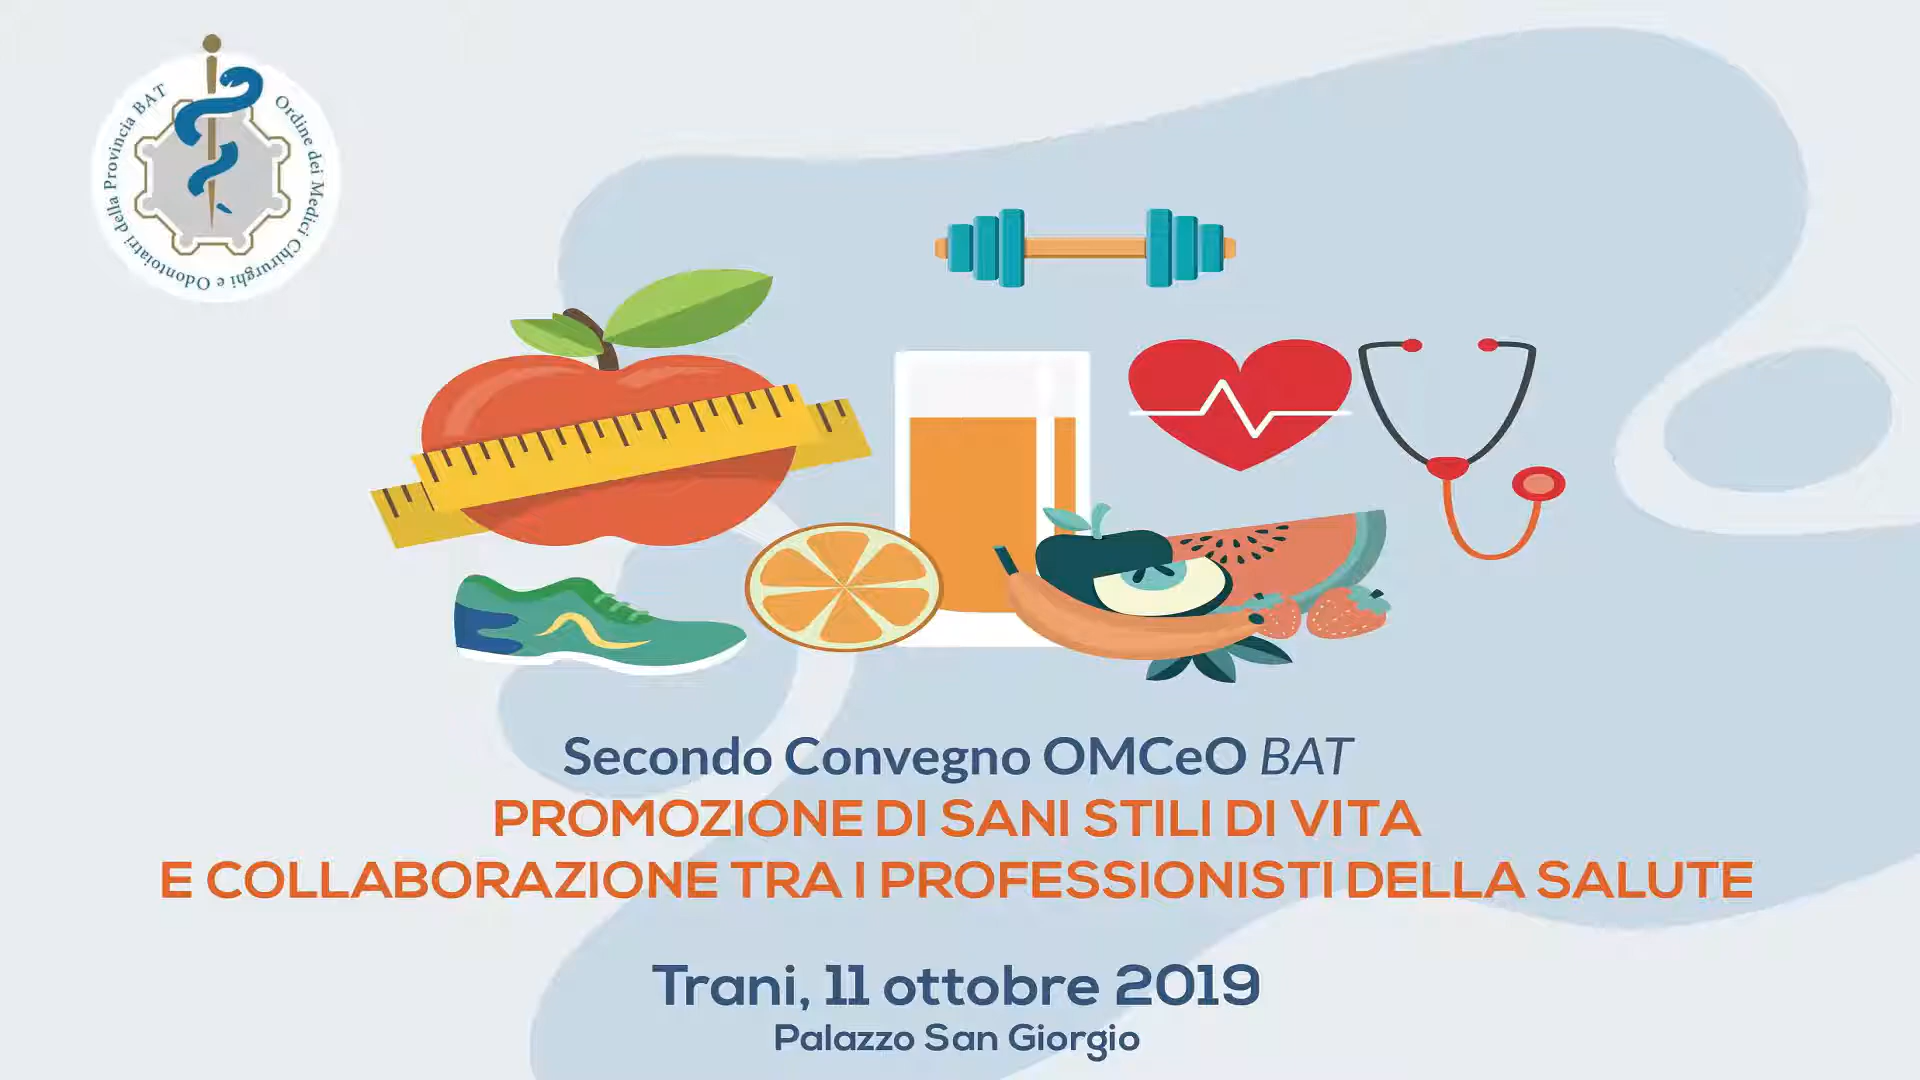 Ordine dei Medici Chirurghi e Odontoiatri della Provincia BAT
Secondo Convegno OMCeO BAT
PROMOZIONE DI SANI STILI DI VITA
E COLLABORAZIONE TRA I PROFESSIONISTI DELLA SALUTE
Trani, 11 ottobre 2019
Palazzo San Giorgio